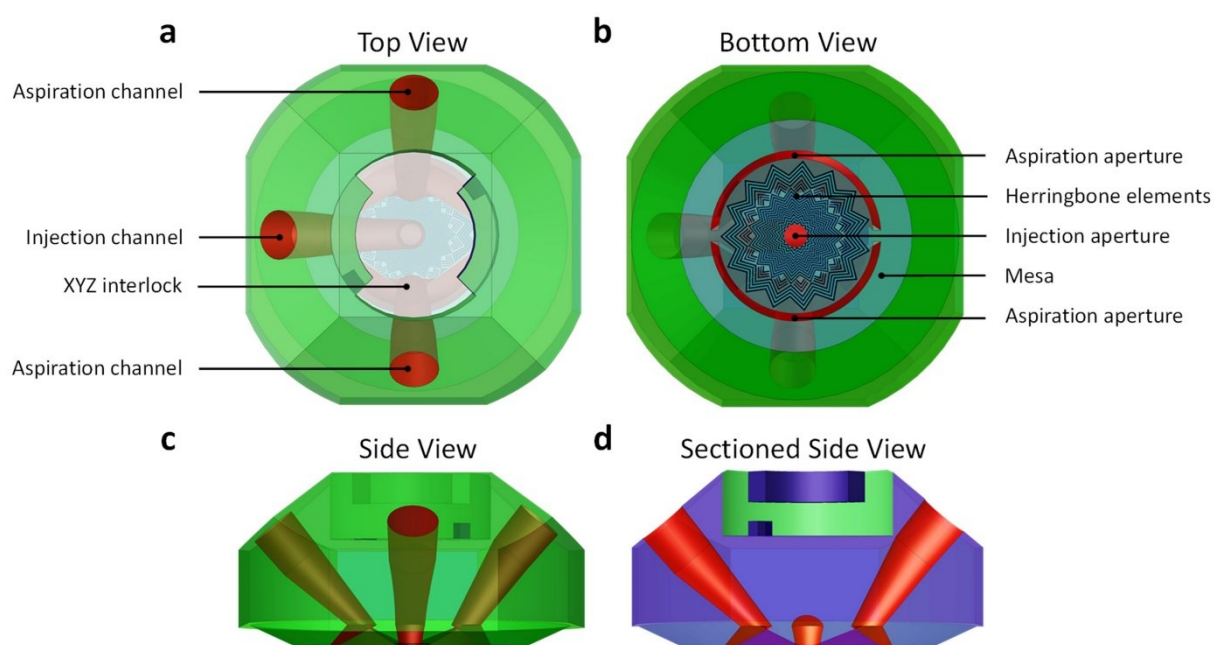 a
Top View
Aspiration channel
Injection channel
XYZ interlock
Aspiration channel
b
Bottom View
Aspiration aperture
Herringbone elements
Injection aperture
Mesa
Aspiration aperture
c
Side View
d
Sectioned Side View